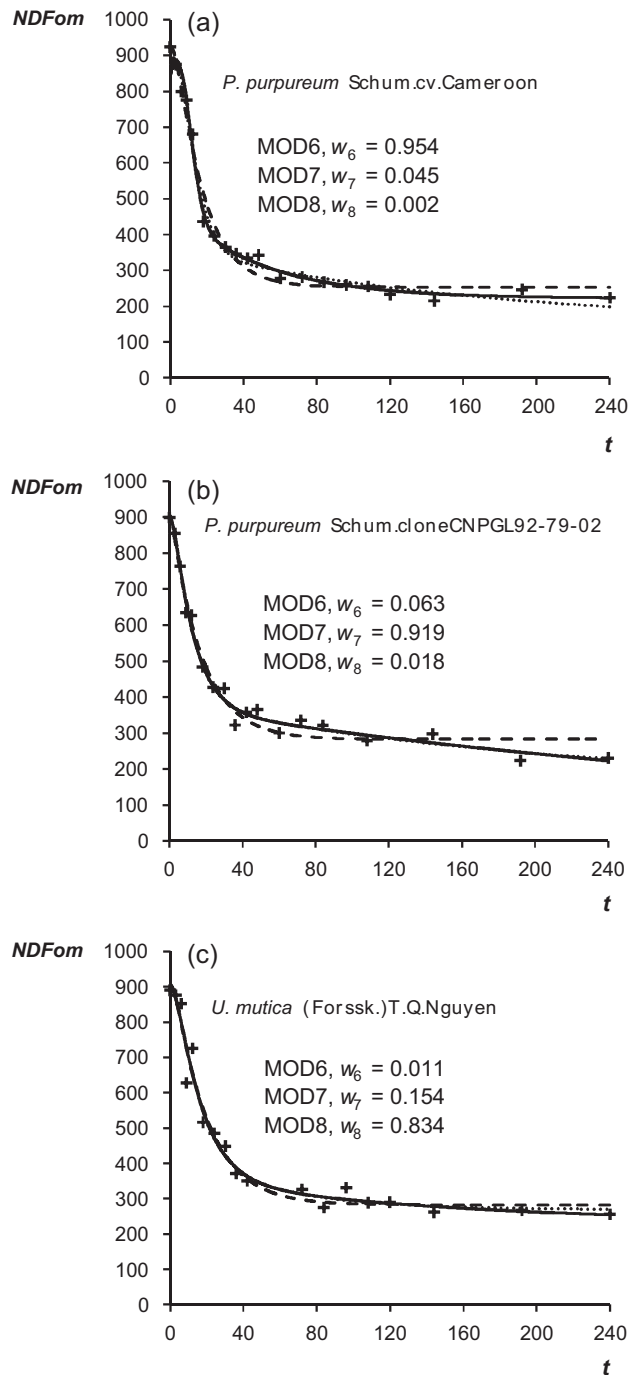 NDFom
1000
(a)
900
P. purpureum Schum.cv.Cameroon
800
700
MOD6, w6 = 0.954
600
MOD7, w7 = 0.045
500
MOD8, w8 = 0.002
400
300
200
100
0
0 40 80 120 160 200 240
t
NDFom
1000
(b)
900
P. purpureum Schum.cloneCNPGL92-79-02
800
700
MOD6, w6 = 0.063
600
MOD7, w7 = 0.919
500
MOD8, w8 = 0.018
400
300
200
100
0
0 40 80 120 160 200 240
t
NDFom
1000
(c)
900
U. mutica (Forssk.)T.Q.Nguyen
800
700
MOD6, w6 = 0.011
600
MOD7, w7 = 0.154
500
MOD8, w8 = 0.834
400
300
200
100
0
0 40 80 120 160 200 240
t